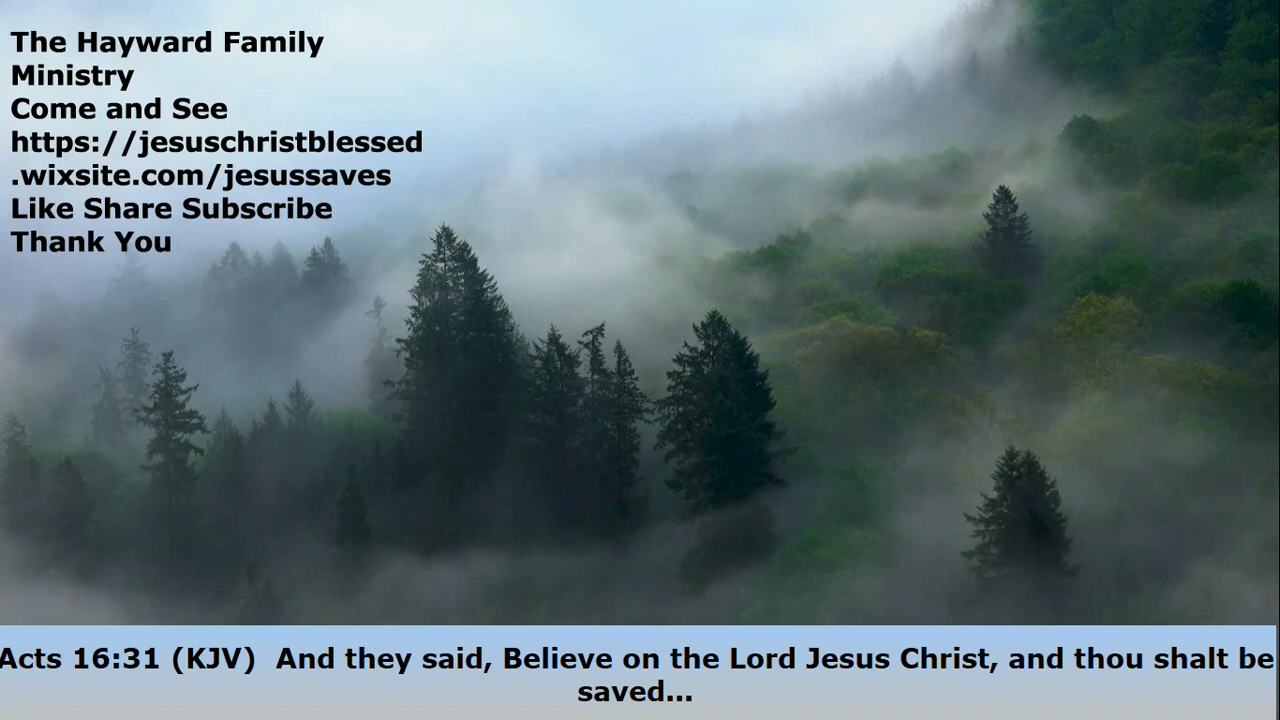 The Hayward Family
Ministry
Come and See
https://jesuschristblessed
.wixsite.com/jesussaves
Like Share Subscribe
Thank You
Acts 16:31 (KJV)  And they said, Believe on the Lord Jesus Christ, and thou shalt be
saved...